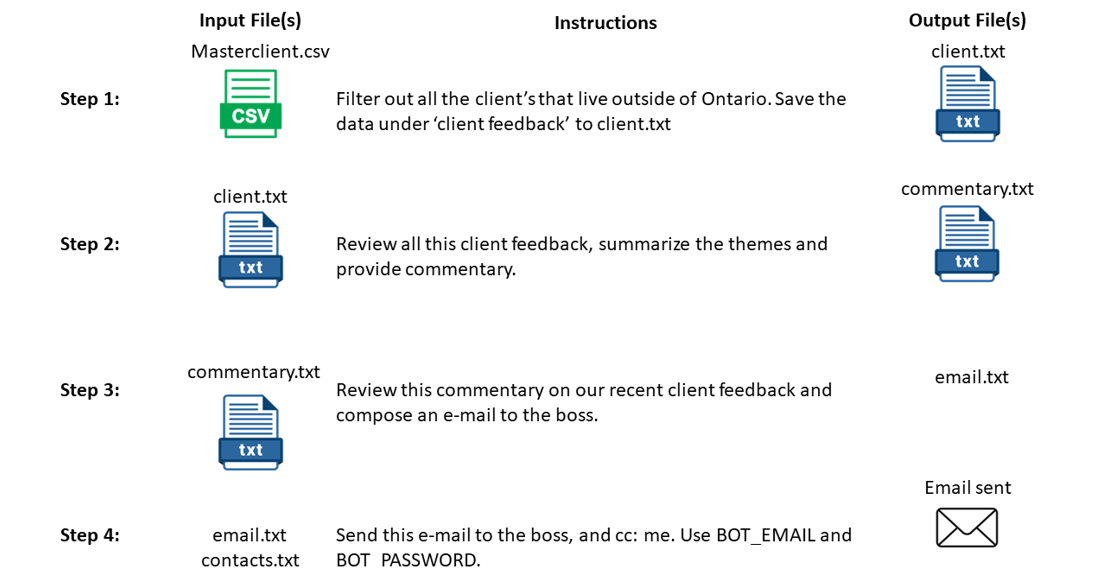 Input File(s)
Instructions
Output File(s)
Masterclient.csv
client.txt
Step 1:
CSV
Filter out all the client's that live outside of Ontario. Save the
data under ‘client feedback’ to client.txt
txt
client.txt
commentary.txt
Step 2:
txt
Review all this client feedback, summarize the themes and
provide commentary.
txt
commentary.txt
email.txt
Step 3:
txt
Review this commentary on our recent client feedback and
compose an e-mail to the boss.
Email sent
Step 4:
email.txt
contacts.txt
Send this e-mail to the boss, and cc: me. Use BOT_EMAIL and
BOT_PASSWORD.